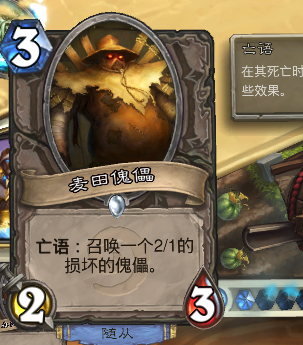 3
亡语
在其死亡时
些效果。
麦田傀儡
亡语：召唤一个2/1的
损坏的傀儡。
2
3
随从